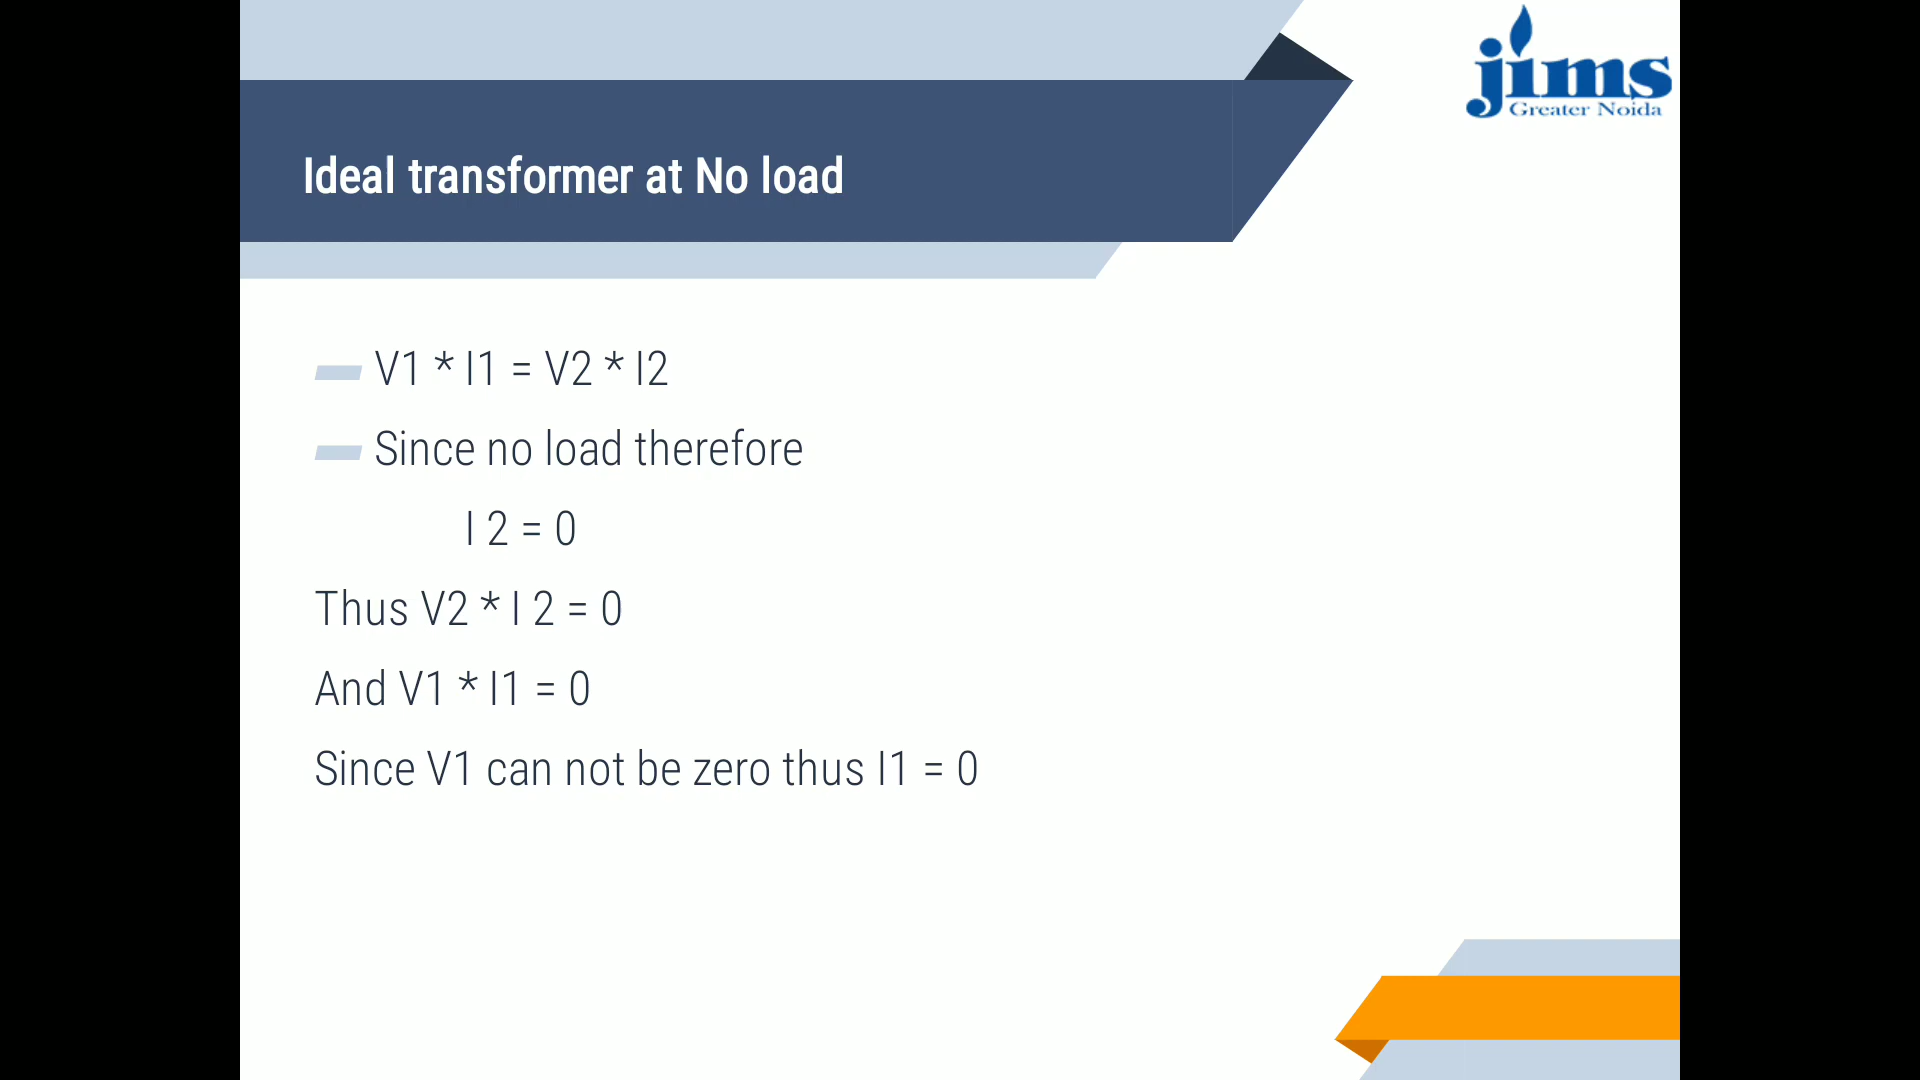 jims
Greater Noida
Ideal transformer at No load
V1 * I1 = V2 * I2
Since no load therefore
I 2 = 0
Thus V2 * I 2 = 0
And V1 * I1 = 0
Since V1 can not be zero thus I1 = 0